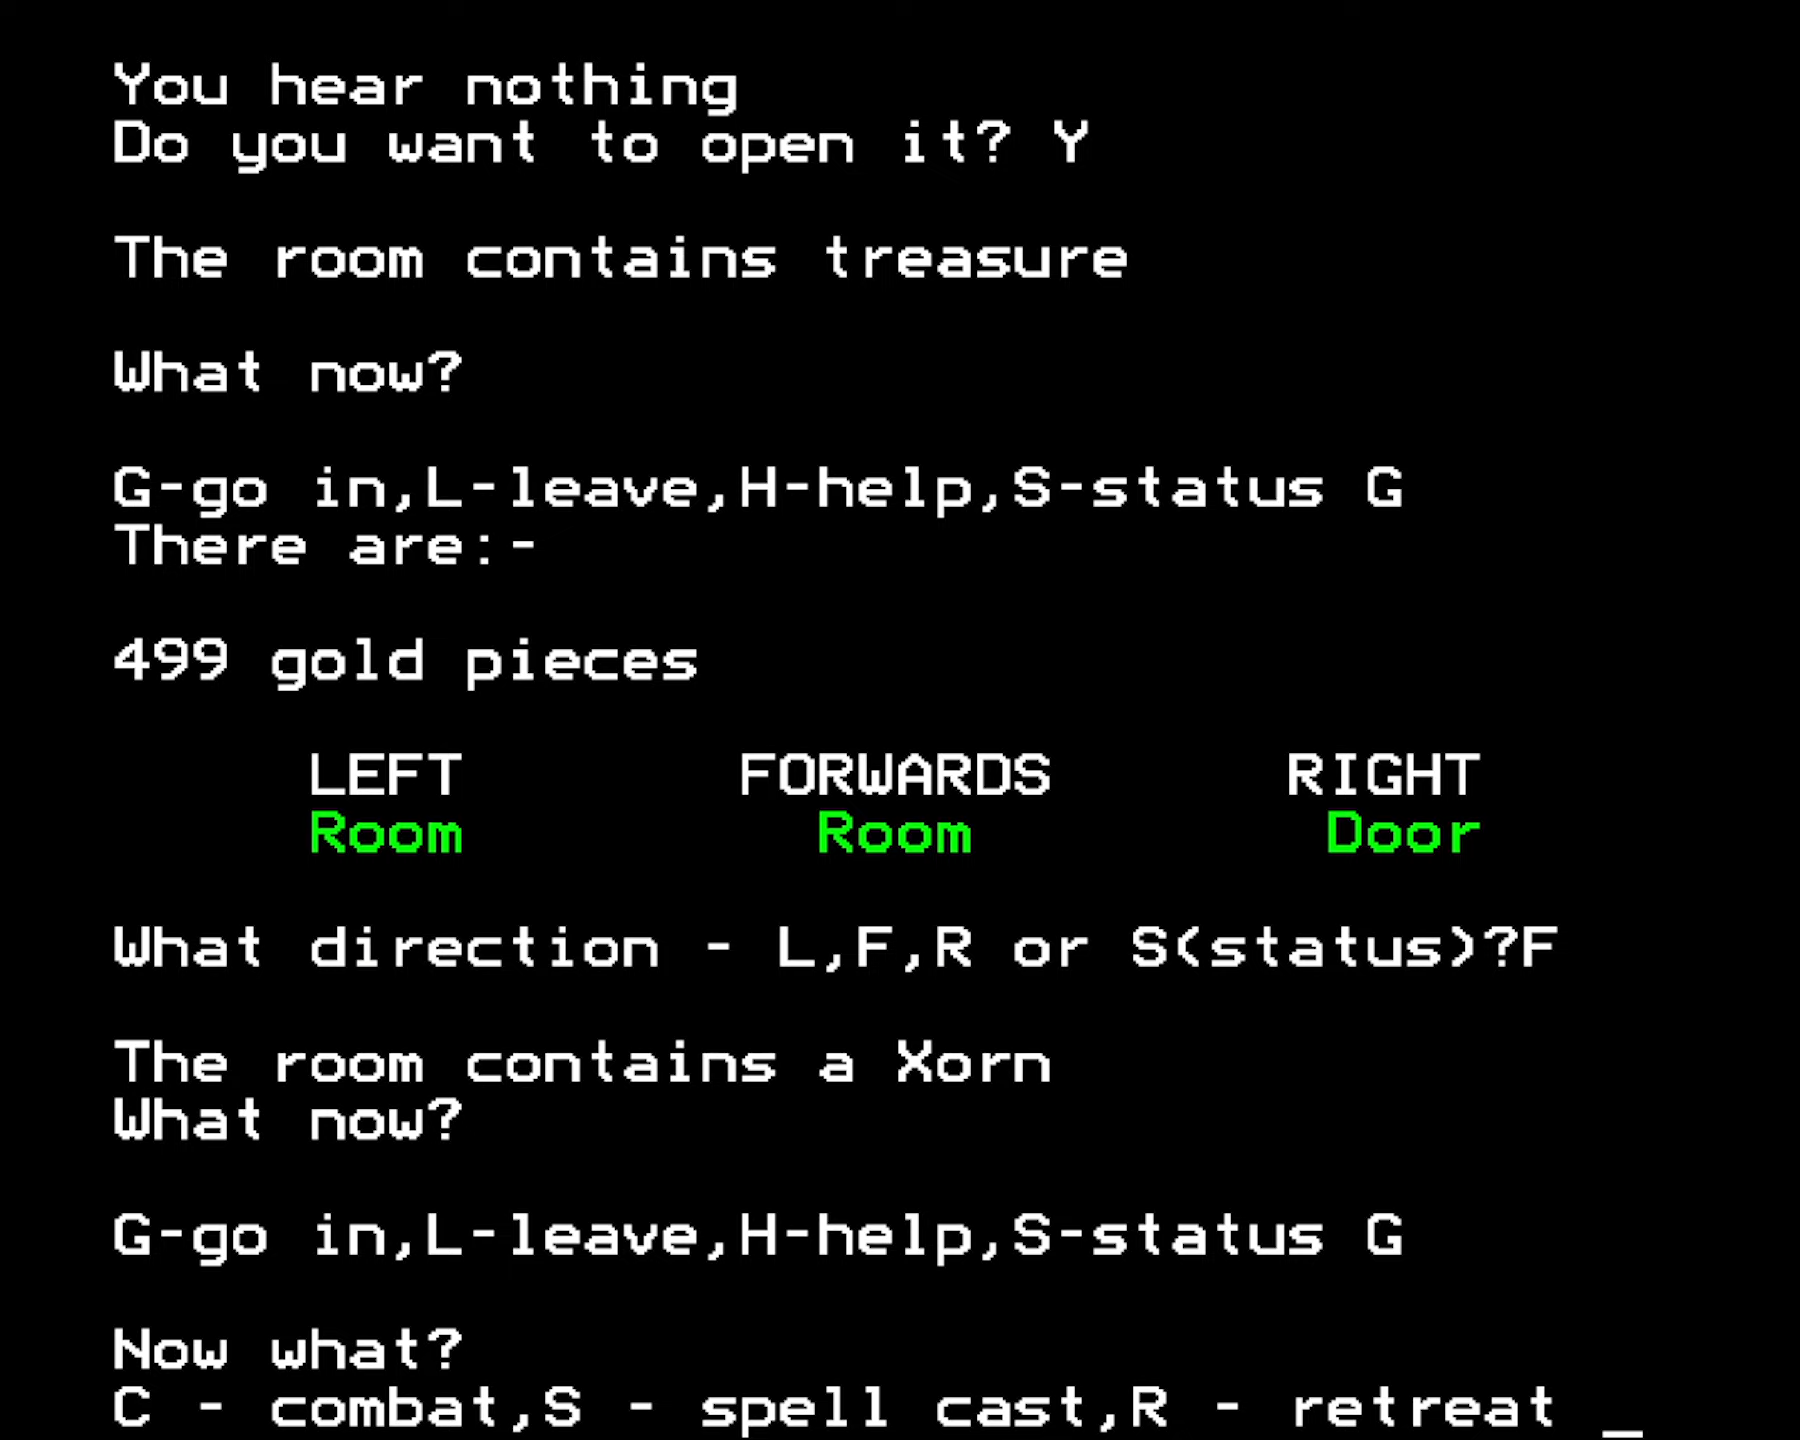 You hear nothing
Do you want to open it? Y
The room contains treasure
What now?
G-go in,L-leave,H-help,S-status G
There are:-
499 gold pieces
LEFT FORWARDS RIGHT
Room Room Door
What direction - L,F,R or S(status)?F
The room contains a Xorn
What now?
G-go in,L-leave,H-help,S-status G
Now what?
C - combat,S - spell cast,R - retreat _